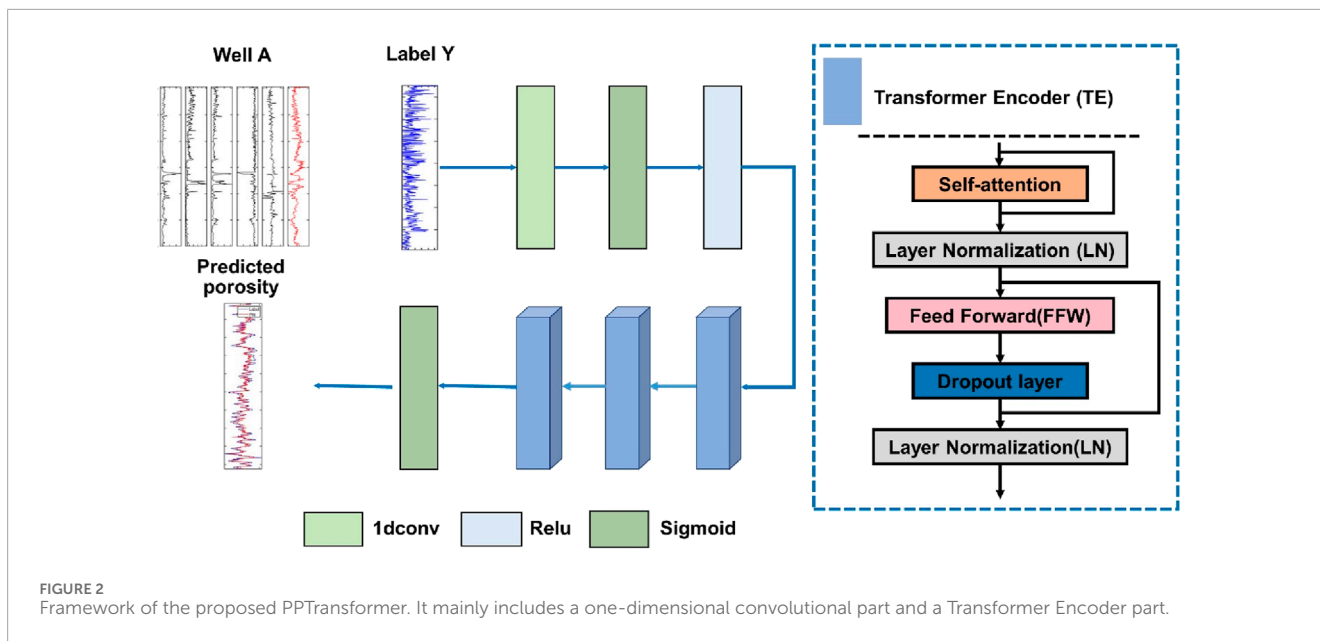 Well A
Label Y
Predicted
porosity
Transformer Encoder (TE)
Self-attention
Layer Normalization (LN)
Feed Forward(FFW)
Dropout layer
Layer Normalization(LN)
1dconv
Relu
Sigmoid
FIGURE 2
Framework of the proposed PPTransformer. It mainly includes a one-dimensional convolutional part and a Transformer Encoder part.